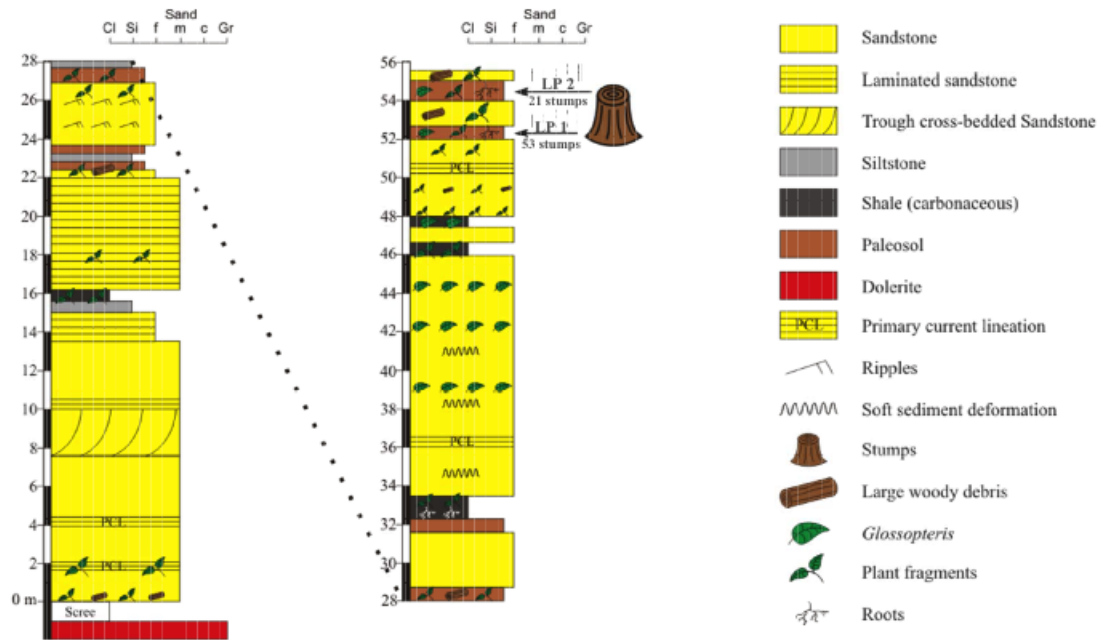 Sand
Cl Si f m c Gr
28
26
24
22
20
18
16
14
12
10
8
6
4
2
0 m
PCL
PCL
Scree
Sand
Cl Si f m c Gr
56
54
52
50
48
46
44
42
40
38
36
34
32
30
28
LP 2
21 stumps
LP 1
53 stumps
PCL
PCL
Sandstone
Laminated sandstone
Trough cross-bedded Sandstone
Siltstone
Shale (carbonaceous)
Paleosol
Dolerite
PCL Primary current lineation
Ripples
Soft sediment deformation
Stumps
Large woody debris
Glossopteris
Plant fragments
Roots